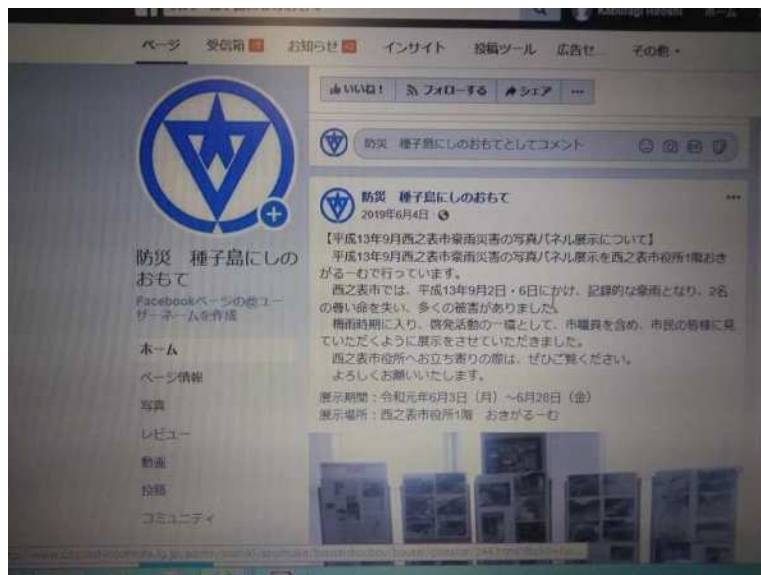 ページ 受信箱 お知らせ インサイト 投稿ツール 広告セ... その他
いいね！ フォローする シェア ...
防災 種子島にしのおもてとしてコメント
防災 種子島にしのおもて
2019年6月4日
【平成13年9月西之表市豪雨災害の写真パネル展示について】
平成13年9月西之表市豪雨災害の写真パネル展示を西之表市役所1階おき
がるーむで行っています。
西之表市では、平成13年9月2日・6日にかけ、記録的な豪雨となり、2名
の尊い命を失い、多くの被害がありました。
梅雨時期に入り、啓発活動の一環として、市職員を含め、市民の皆様に見
ていただくように展示をさせていただきました。
西之表市役所へお立ち寄りの際は、ぜひご覧ください。
よろしくお願いいたします。
展示期間：令和元年6月3日（月）～6月28日（金）
展示場所：西之表市役所1階 おきがるーむ
防災 種子島にしの
おもて
Facebookページの他ユー
ザーネームを作成
ホーム
ページ情報
写真
レビュー
動画
投稿
コミュニティ